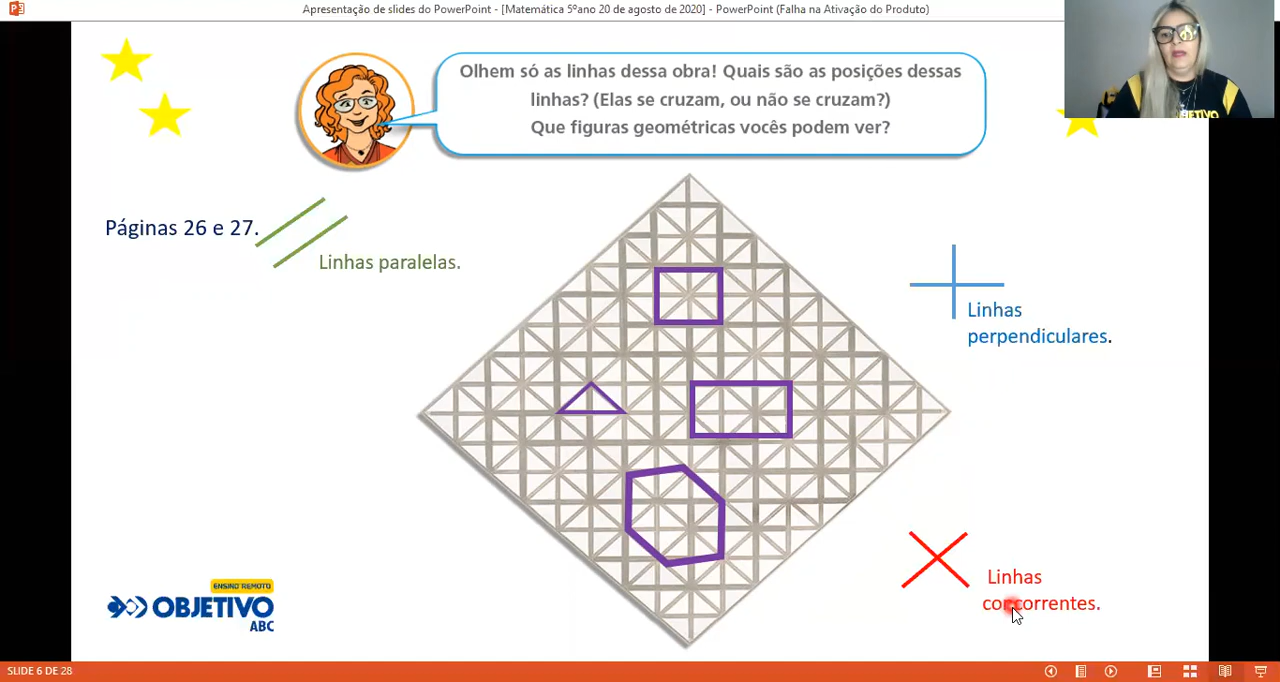 Apresentação de slides do PowerPoint - [Matemática 5ºano 20 de agosto de 2020] - PowerPoint (Falha na Ativação do Produto)
Olhem só as linhas dessa obra! Quais são as posições dessas
linhas? (Elas se cruzam, ou não se cruzam?)
Que figuras geométricas vocês podem ver?
OBJETIVO
Páginas 26 e 27.
Linhas paralelas.
Linhas
perpendiculares.
Linhas
concorrentes.
ENSINO REMOTO
OBJETIVO
ABC
SLIDE 6 DE 28